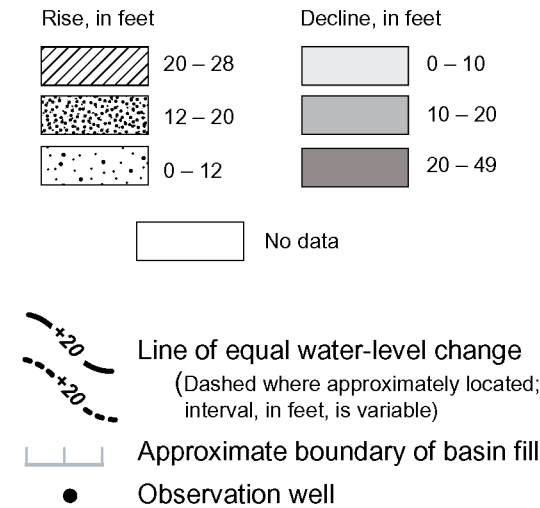 Rise, in feet
Decline, in feet
20 – 28
0 – 10
12 – 20
10 – 20
0 – 12
20 – 49
No data
+20
Line of equal water-level change
+20
(Dashed where approximately located;
interval, in feet, is variable)
Approximate boundary of basin fill
Observation well